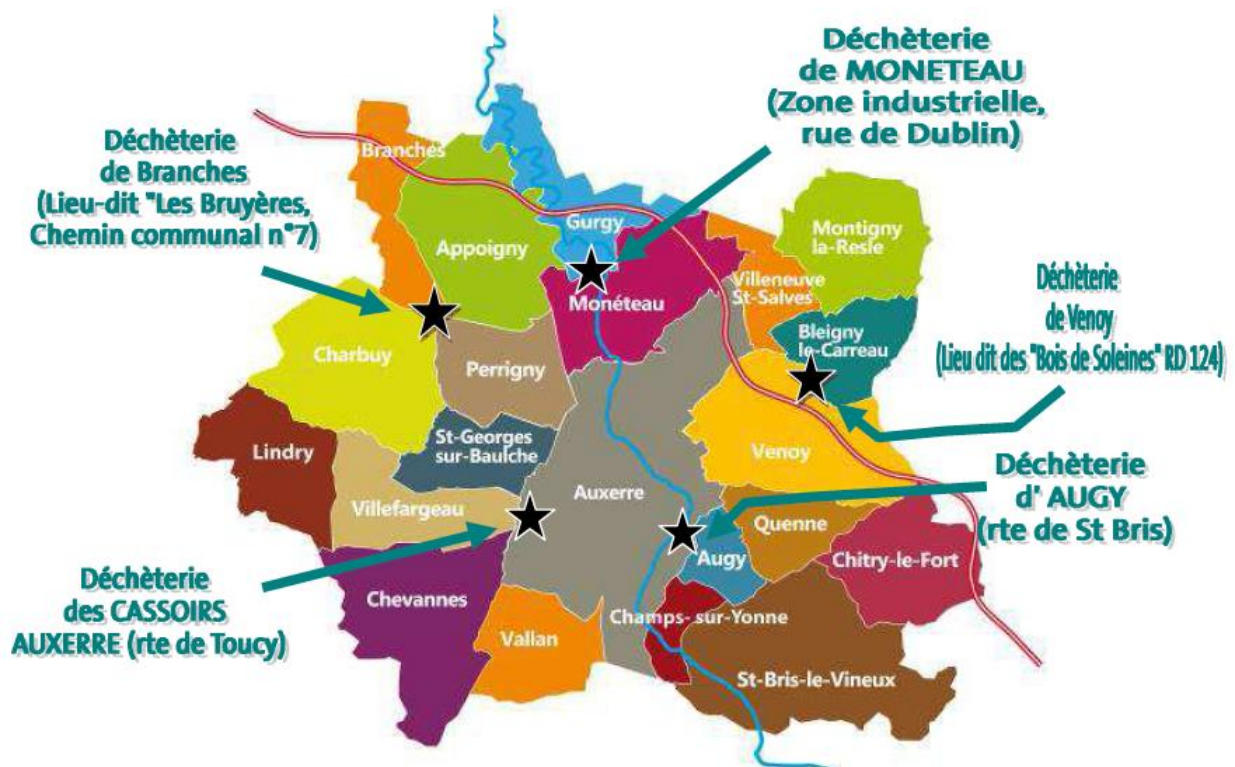 Déchèterie
de MONETEAU
(Zone industrielle,
rue de Dublin)
Déchèterie
de Branches
(Lieu-dit "Les Bruyères,
Chemin communal n°7)
Branches
Gurgy
Appoigny
Montigny
la-Resle
Villeneuve
St-Salves
Monéteau
Déchèterie
de Venoy
(Lieu dit des "Bois de Soleines" RD 124)
Bleigny
le-Carreau
Charbuy
Perrigny
St-Georges
sur-Baulche
Lindry
Venoy
Déchèterie
d' AUGY
(rte de St Bris)
Auxerre
Villefargeau
Quenne
Augy
Chitry-le-Fort
Déchèterie
des CASSOIRS
AUXERRE (rte de Toucy)
Chevannes
Champs-sur-Yonne
Vallan
St-Bris-le-Vineux